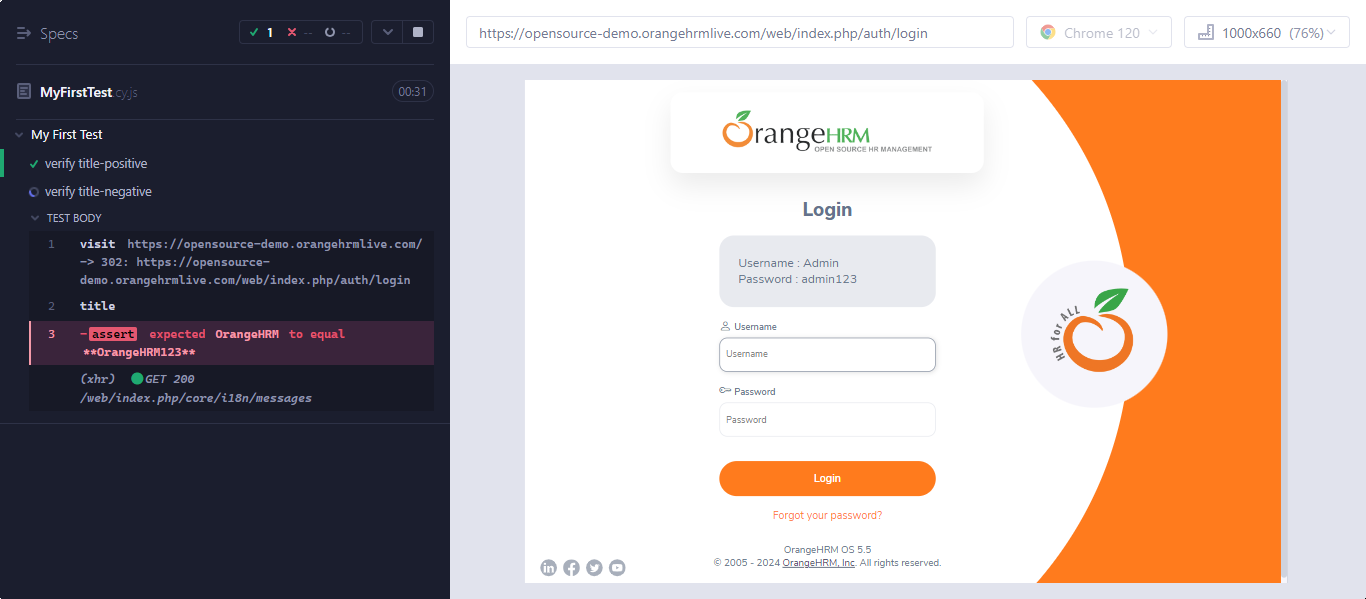 Specs
1 -- --
MyFirstTest.cy.js 00:31
My First Test
verify title-positive
verify title-negative
TEST BODY
1 visit https://opensource-demo.orangehrmlive.com/
-> 302: https://opensource-
demo.orangehrmlive.com/web/index.php/auth/login
2 title
3 -assert expected OrangeHRM to equal
**OrangeHRM123**
(xhr) GET 200
/web/index.php/core/i18n/messages
https://opensource-demo.orangehrmlive.com/web/index.php/auth/login
Chrome 120
1000x660 (76%)
OrangeHRM
OPEN SOURCE HR MANAGEMENT
Login
Username : Admin
Password : admin123
Username
Username
Password
Password
Login
Forgot your password?
OrangeHRM OS 5.5
© 2005 - 2024 OrangeHRM, Inc. All rights reserved.
HR for ALL